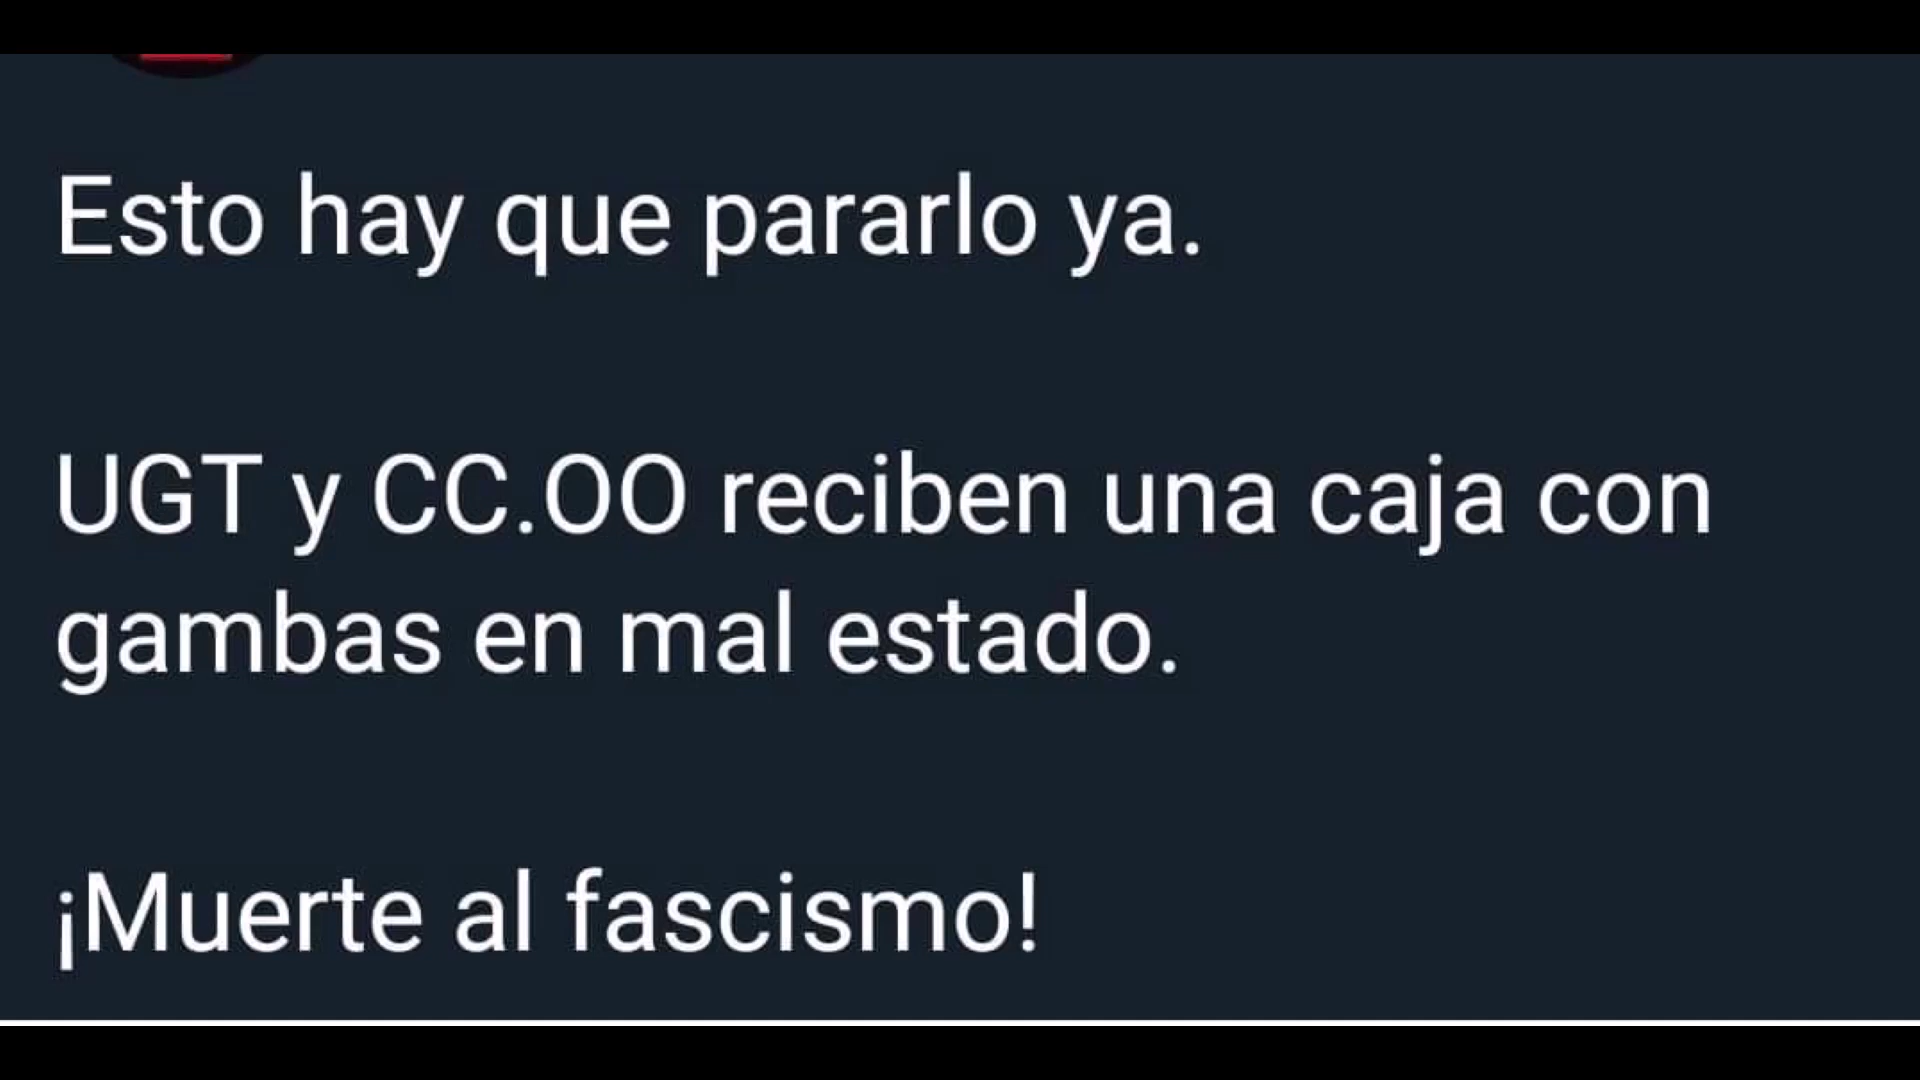 Esto hay que pararlo ya.
UGT y CC.OO reciben una caja con
gambas en mal estado.
¡Muerte al fascismo!